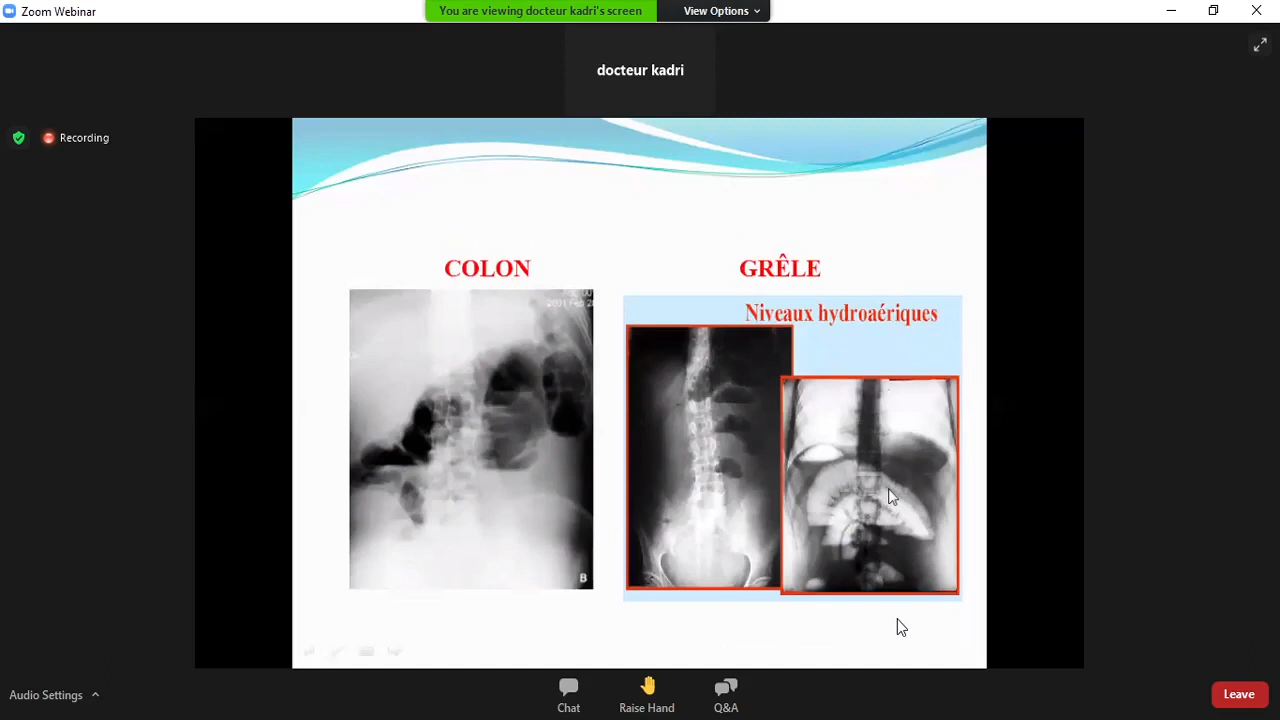 Zoom Webinar
You are viewing docteur kadri's screen
View Options
docteur kadri
Recording
COLON
GRÊLE
Niveaux hydroaériques
B
Audio Settings
Chat
Raise Hand
Q&A
Leave